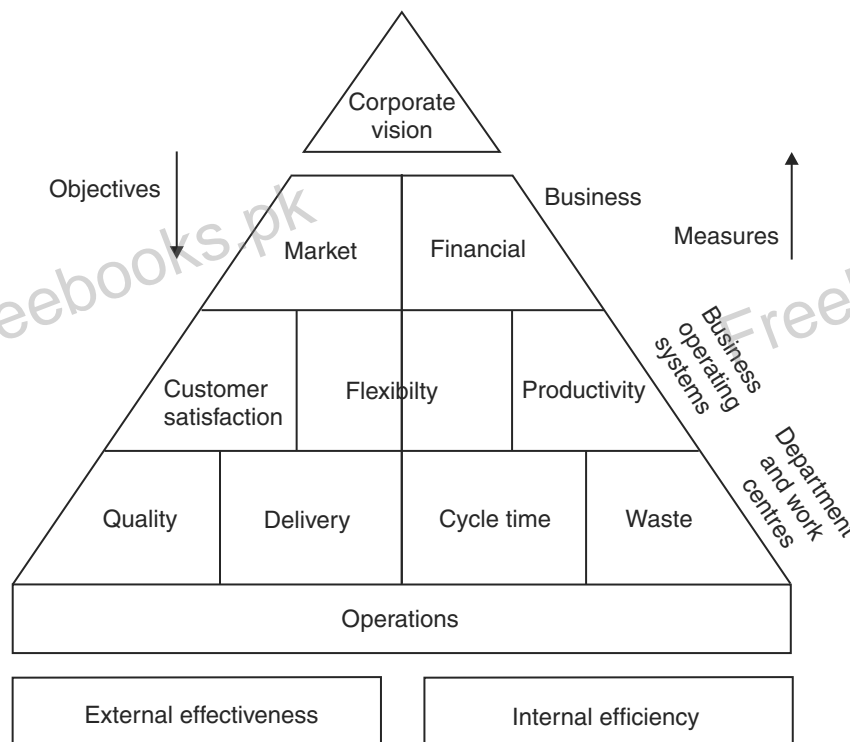 Corporate
vision
Objectives
Business
Measures
Market
Financial
Business
operating
systems
Customer
satisfaction
Flexibilty
Productivity
Department
and work
centres
Quality
Delivery
Cycle time
Waste
Operations
External effectiveness
Internal efficiency
reebooks.pk
Free